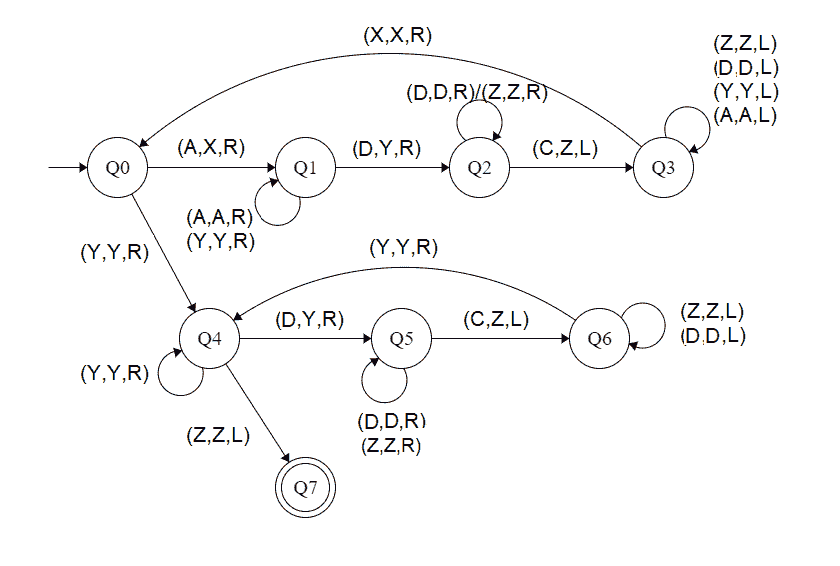 (X,X,R)
(Z,Z,L)
(D,D,L)
(Y,Y,L)
(A,A,L)
(D,D,R)/(Z,Z,R)
(A,X,R)
(D,Y,R)
(C,Z,L)
Q0
Q1
Q2
Q3
(A,A,R)
(Y,Y,R)
(Y,Y,R)
(Y,Y,R)
(D,Y,R)
(C,Z,L)
(Z,Z,L)
(D,D,L)
Q4
Q5
Q6
(Y,Y,R)
(D,D,R)
(Z,Z,R)
(Z,Z,L)
Q7